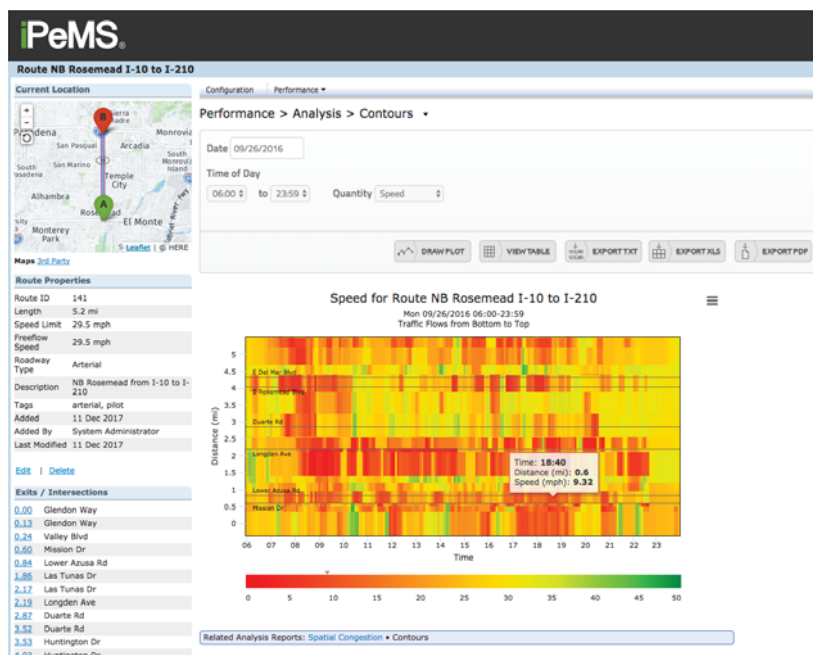 iPeMS®
Route NB Rosemead I-10 to I-210
Current Location
Configuration Performance
Performance > Analysis > Contours
+
-
B
Sierra
Madre
Monrovia
San Pasqual
Arcadia
South
Monrovia
Island
South
Pasadena
San Marino
Temple
City
Alhambra
A
Rosemead
El Monte
Monterey
Park
Leaflet | © HERE
Maps 3rd Party
Date 09/26/2016
Time of Day
06:00 to 23:59 Quantity Speed
DRAW PLOT VIEW TABLE EXPORT TXT EXPORT XLS EXPORT PDF
Route Properties
Route ID 141
Length 5.2 mi
Speed Limit 29.5 mph
Freeflow
Speed 29.5 mph
Roadway
Type Arterial
Description NB Rosemead from I-10 to I-
210
Tags arterial, pilot
Added 11 Dec 2017
Added By System Administrator
Last Modified 11 Dec 2017
Edit | Delete
Exits / Intersections
0.00 Glendon Way
0.13 Glendon Way
0.24 Valley Blvd
0.60 Mission Dr
0.84 Lower Azusa Rd
1.86 Las Tunas Dr
2.17 Las Tunas Dr
2.19 Longden Ave
2.87 Duarte Rd
3.52 Duarte Rd
3.53 Huntington Dr
Speed for Route NB Rosemead I-10 to I-210
Mon 09/26/2016 06:00-23:59
Traffic Flows from Bottom to Top
Distance (mi)
5
4.5
4
3.5
3
2.5
2
1.5
1
0.5
0
E Del Mar Blvd
S Rosemead Blvd
Duarte Rd
Longden Ave
Lower Azusa Rd
Mission Dr
Time: 18:40
Distance (mi): 0.6
Speed (mph): 9.32
06 07 08 09 10 11 12 13 14 15 16 17 18 19 20 21 22 23
Time
0 5 10 15 20 25 30 35 40 45 50
Related Analysis Reports: Spatial Congestion • Contours